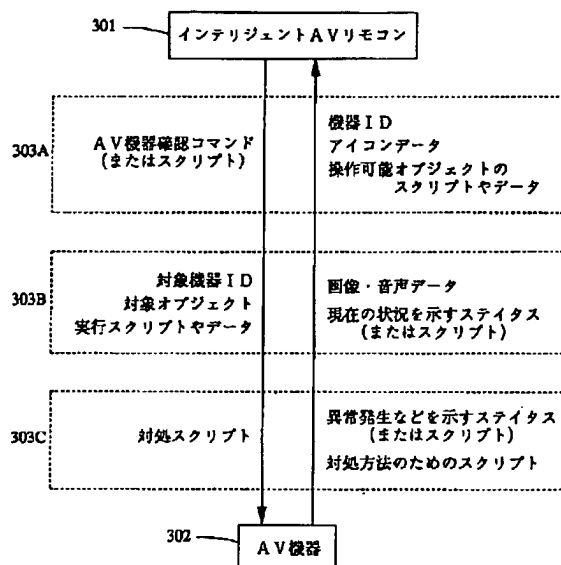 301
インテリジェントAVリモコン
303A
AV機器確認コマンド
(またはスクリプト)
機器ID
アイコンデータ
操作可能オブジェクトの
スクリプトやデータ
303B
対象機器ID
対象オブジェクト
実行スクリプトやデータ
画像・音声データ
現在の状況を示すステイタス
(またはスクリプト)
303C
対処スクリプト
異常発生などを示すステイタス
(またはスクリプト)
対処方法のためのスクリプト
302
AV機器